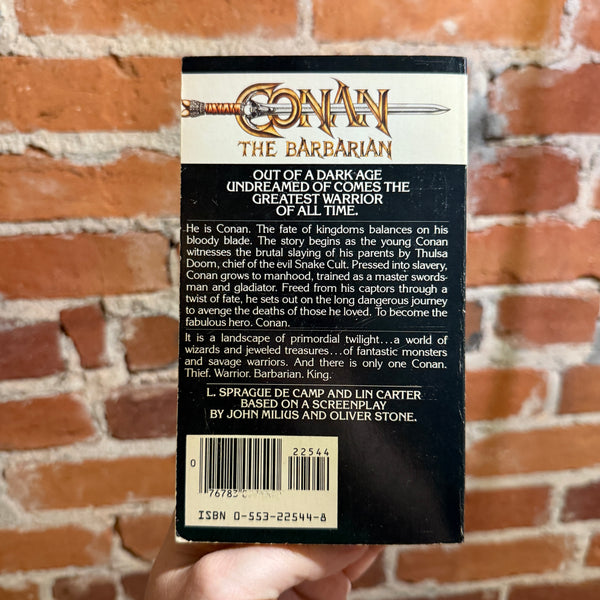 CONAN
THE BARBARIAN
OUT OF A DARK AGE
UNDREAMED OF COMES THE
GREATEST WARRIOR
OF ALL TIME.
He is Conan. The fate of kingdoms balances on his
bloody blade. The story begins as the young Conan
witnesses the brutal slaying of his parents by Thulsa
Doom, chief of the evil Snake Cult. Pressed into slavery,
Conan grows to manhood, trained as a master swords-
man and gladiator. Freed from his captors through a
twist of fate, he sets out on the long dangerous journey
to avenge the deaths of those he loved. To become the
fabulous hero. Conan.
It is a landscape of primordial twilight...a world of
wizards and jeweled treasures...of fantastic monsters
and savage warriors. And there is only one Conan.
Thief. Warrior. Barbarian. King.
L. SPRAGUE DE CAMP AND LIN CARTER
BASED ON A SCREENPLAY
BY JOHN MILIUS AND OLIVER STONE.
22544
0
76783
ISBN 0-553-22544-8